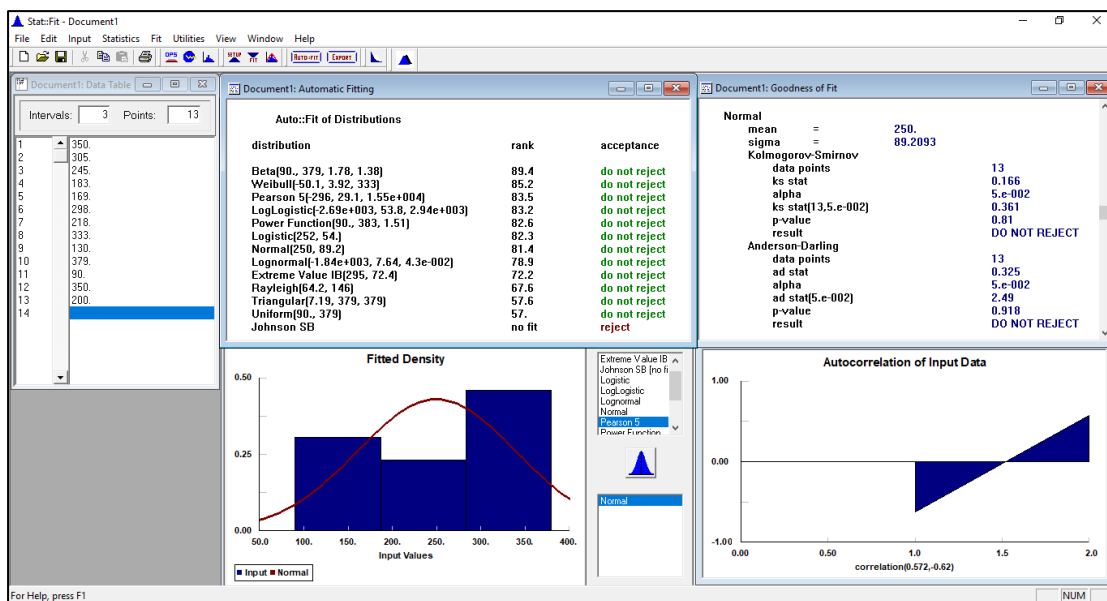 Stat::Fit - Document1
File Edit Input Statistics Fit Utilities View Window Help
DPS SETUP FIT AUTO::FIT EXPORT
Document1: Data Table
Intervals: 3 Points: 13
1 350.
2 305.
3 245.
4 183.
5 169.
6 298.
7 218.
8 333.
9 130.
10 379.
11 90.
12 350.
13 200.
14
Document1: Automatic Fitting
Auto::Fit of Distributions
distribution rank acceptance
Beta(90., 379, 1.78, 1.38) 89.4 do not reject
Weibull(-50.1, 3.92, 333) 85.2 do not reject
Pearson 5(-296, 29.1, 1.55e+004) 83.5 do not reject
LogLogistic(-2.69e+003, 53.8, 2.94e+003) 83.2 do not reject
Power Function(90., 383, 1.51) 82.6 do not reject
Logistic(252, 54.) 82.3 do not reject
Normal(250, 89.2) 81.4 do not reject
Lognormal(-1.84e+003, 7.64, 4.3e-002) 78.9 do not reject
Extreme Value IB(295, 72.4) 72.2 do not reject
Rayleigh(64.2, 146) 67.6 do not reject
Triangular(7.19, 379, 379) 57.6 do not reject
Uniform(90., 379) 57. do not reject
Johnson SB no fit reject
Document1: Goodness of Fit
Normal
mean = 250.
sigma = 89.2093
Kolmogorov-Smirnov
data points 13
ks stat 0.166
alpha 5.e-002
ks stat(13,5.e-002) 0.361
p-value 0.81
result DO NOT REJECT
Anderson-Darling
data points 13
ad stat 0.325
alpha 5.e-002
ad stat(5.e-002) 2.49
p-value 0.918
result DO NOT REJECT
Fitted Density
0.50
0.25
0.00
50.0 100. 150. 200. 250. 300. 350. 400.
Input Values
Input Normal
Extreme Value IB
Johnson SB [no fi
Logistic
LogLogistic
Lognormal
Normal
Pearson 5
Power Function
Normal
Autocorrelation of Input Data
1.00
0.00
-1.00
0.00 0.50 1.0 1.5 2.0
correlation(0.572,-0.62)
For Help, press F1
NUM